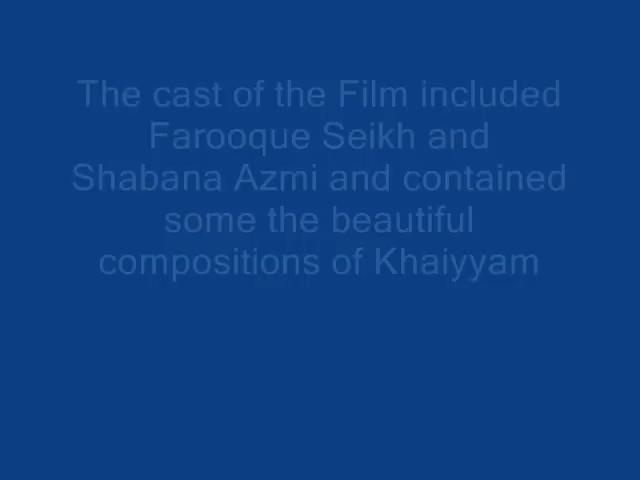 The cast of the Film included
Farooque Seikh and
Shabana Azmi and contained
some the beautiful
compositions of Khaiyyam